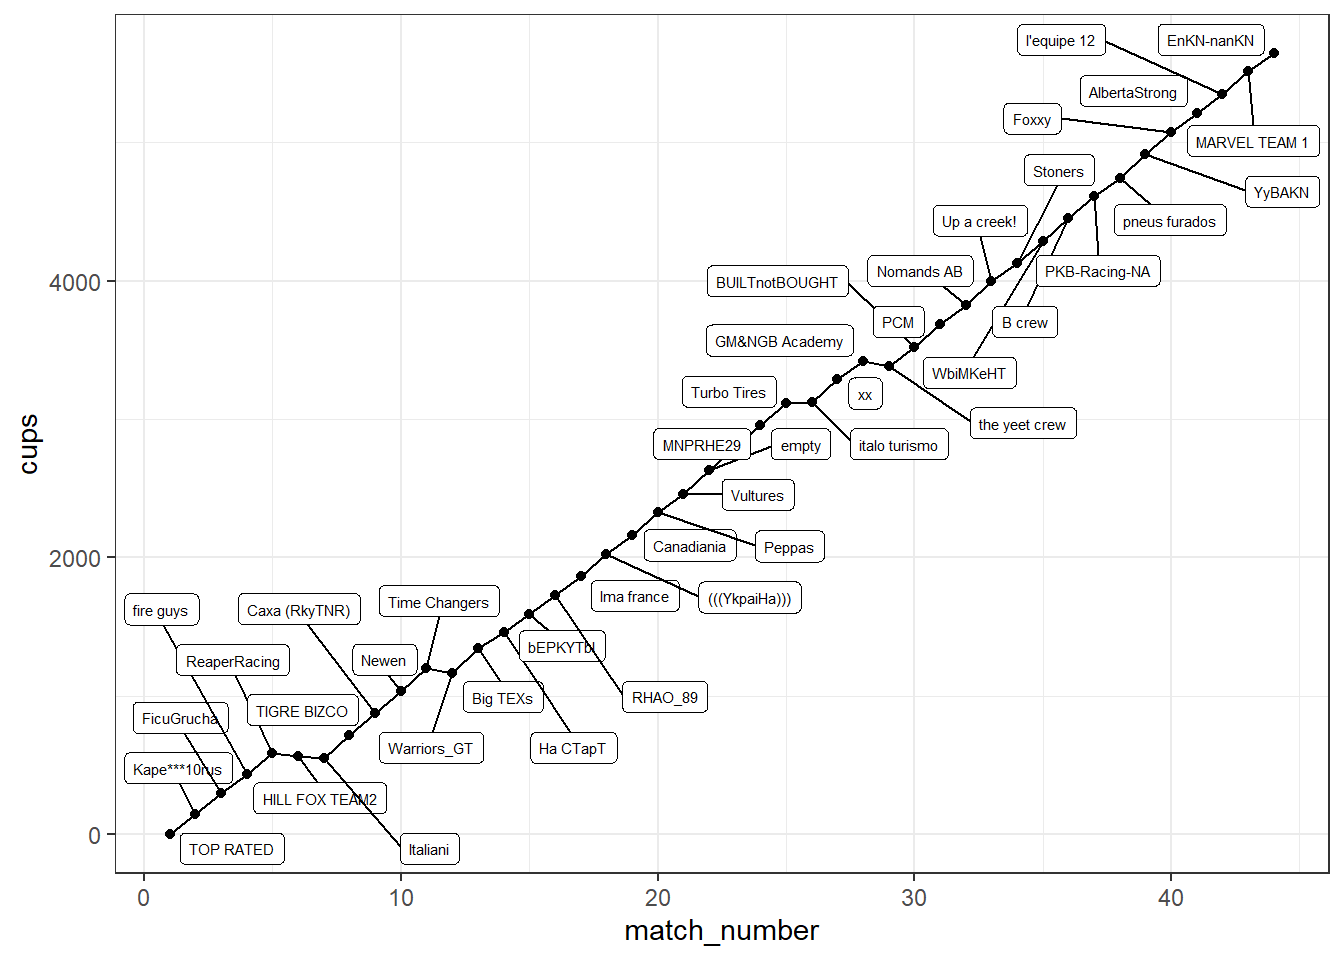 l'equipe 12
EnKN-nanKN
AlbertaStrong
Foxxy
MARVEL TEAM 1
Stoners
YyBAKN
Up a creek!
pneus furados
BUILTnotBOUGHT
Nomands AB
PKB-Racing-NA
4000
PCM
B crew
GM&NGB Academy
WbiMKeHT
Turbo Tires
xx
the yeet crew
MNPRHE29
empty
italo turismo
cups
Vultures
2000
Canadiania
Peppas
fire guys
Caxa (RkyTNR)
Time Changers
Ima france
(((YkpaiHa)))
ReaperRacing
Newen
bEPKYTbI
FicuGrucha
TIGRE BIZCO
Big TEXs
RHAO_89
Kape***10rus
Warriors_GT
Ha CTapT
HILL FOX TEAM2
0
TOP RATED
Italiani
0 10 20 30 40
match_number